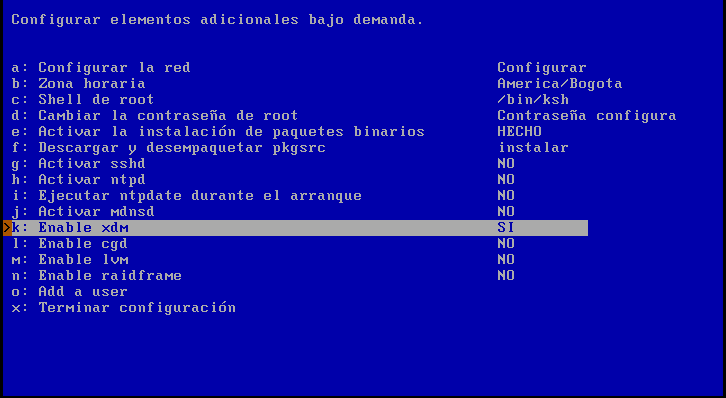 Configurar elementos adicionales bajo demanda.
a: Configurar la red Configurar
b: Zona horaria America/Bogota
c: Shell de root /bin/ksh
d: Cambiar la contraseña de root Contraseña configura
e: Activar la instalación de paquetes binarios HECHO
f: Descargar y desempaquetar pkgsrc instalar
g: Activar sshd NO
h: Activar ntpd NO
i: Ejecutar ntpdate durante el arranque NO
j: Activar mdnsd NO
>k: Enable xdm SI
l: Enable cgd NO
m: Enable lvm NO
n: Enable raidframe NO
o: Add a user
x: Terminar configuración